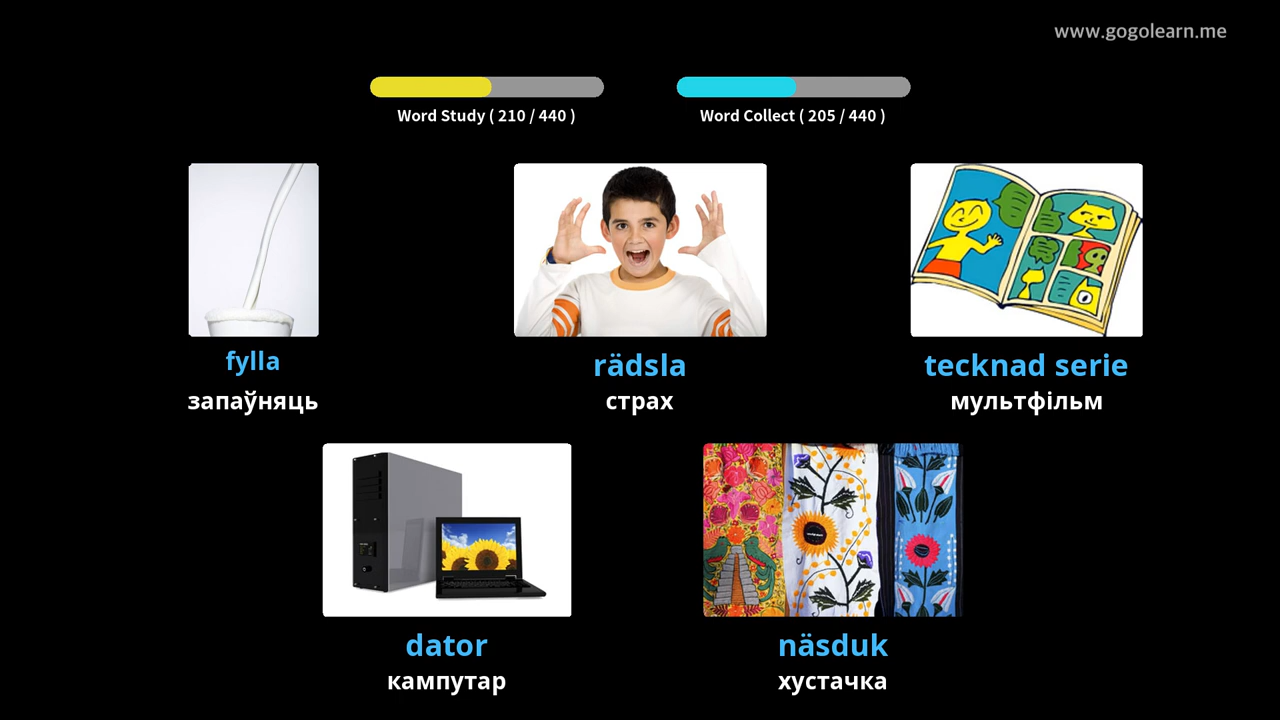 www.gogolearn.me
Word Study ( 210 / 440 )
Word Collect ( 205 / 440 )
fylla
запаўняць
rädsla
страх
tecknad serie
мультфільм
dator
кампутар
näsduk
хустачка